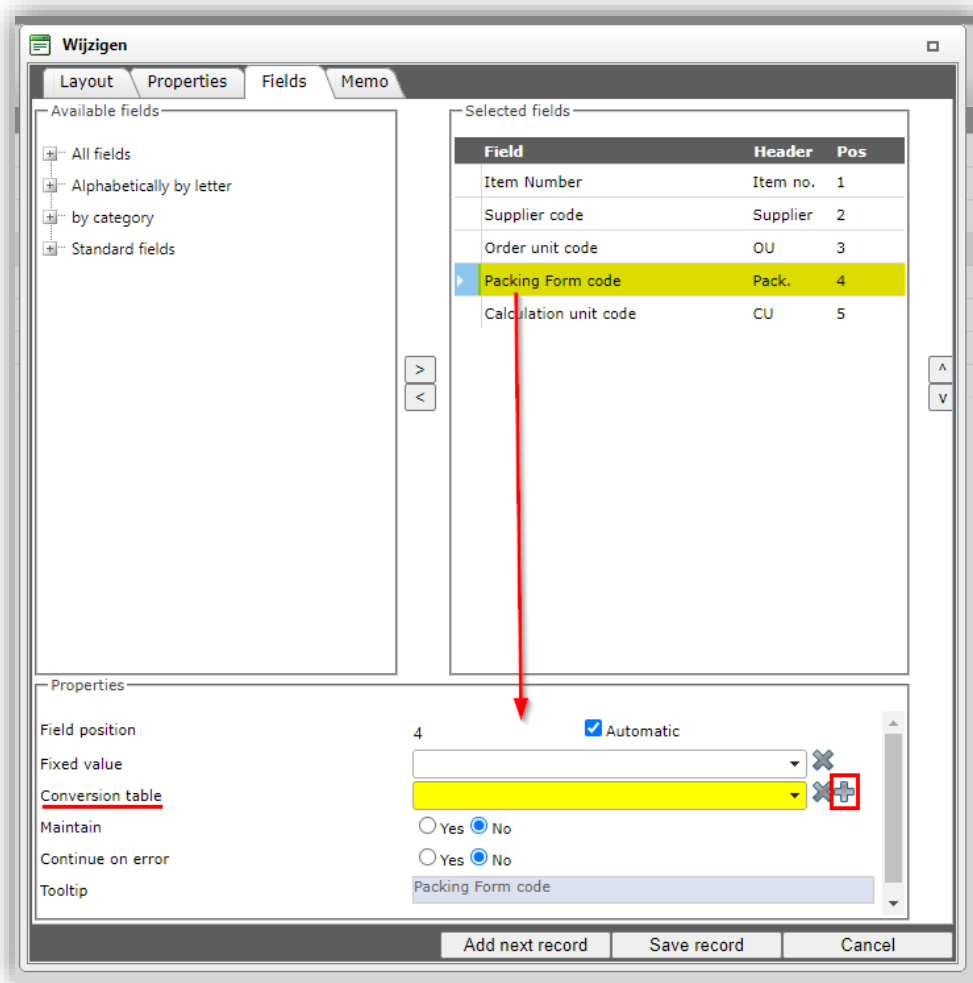 Wijzigen
Layout Properties Fields Memo
Available fields
All fields
Alphabetically by letter
by category
Standard fields
>
<
Selected fields
Field Header Pos
Item Number Item no. 1
Supplier code Supplier 2
Order unit code OU 3
Packing Form code Pack. 4
Calculation unit code CU 5
^
v
Properties
Field position 4 Automatic
Fixed value
Conversion table
Maintain Yes No
Continue on error Yes No
Tooltip Packing Form code
Add next record Save record Cancel